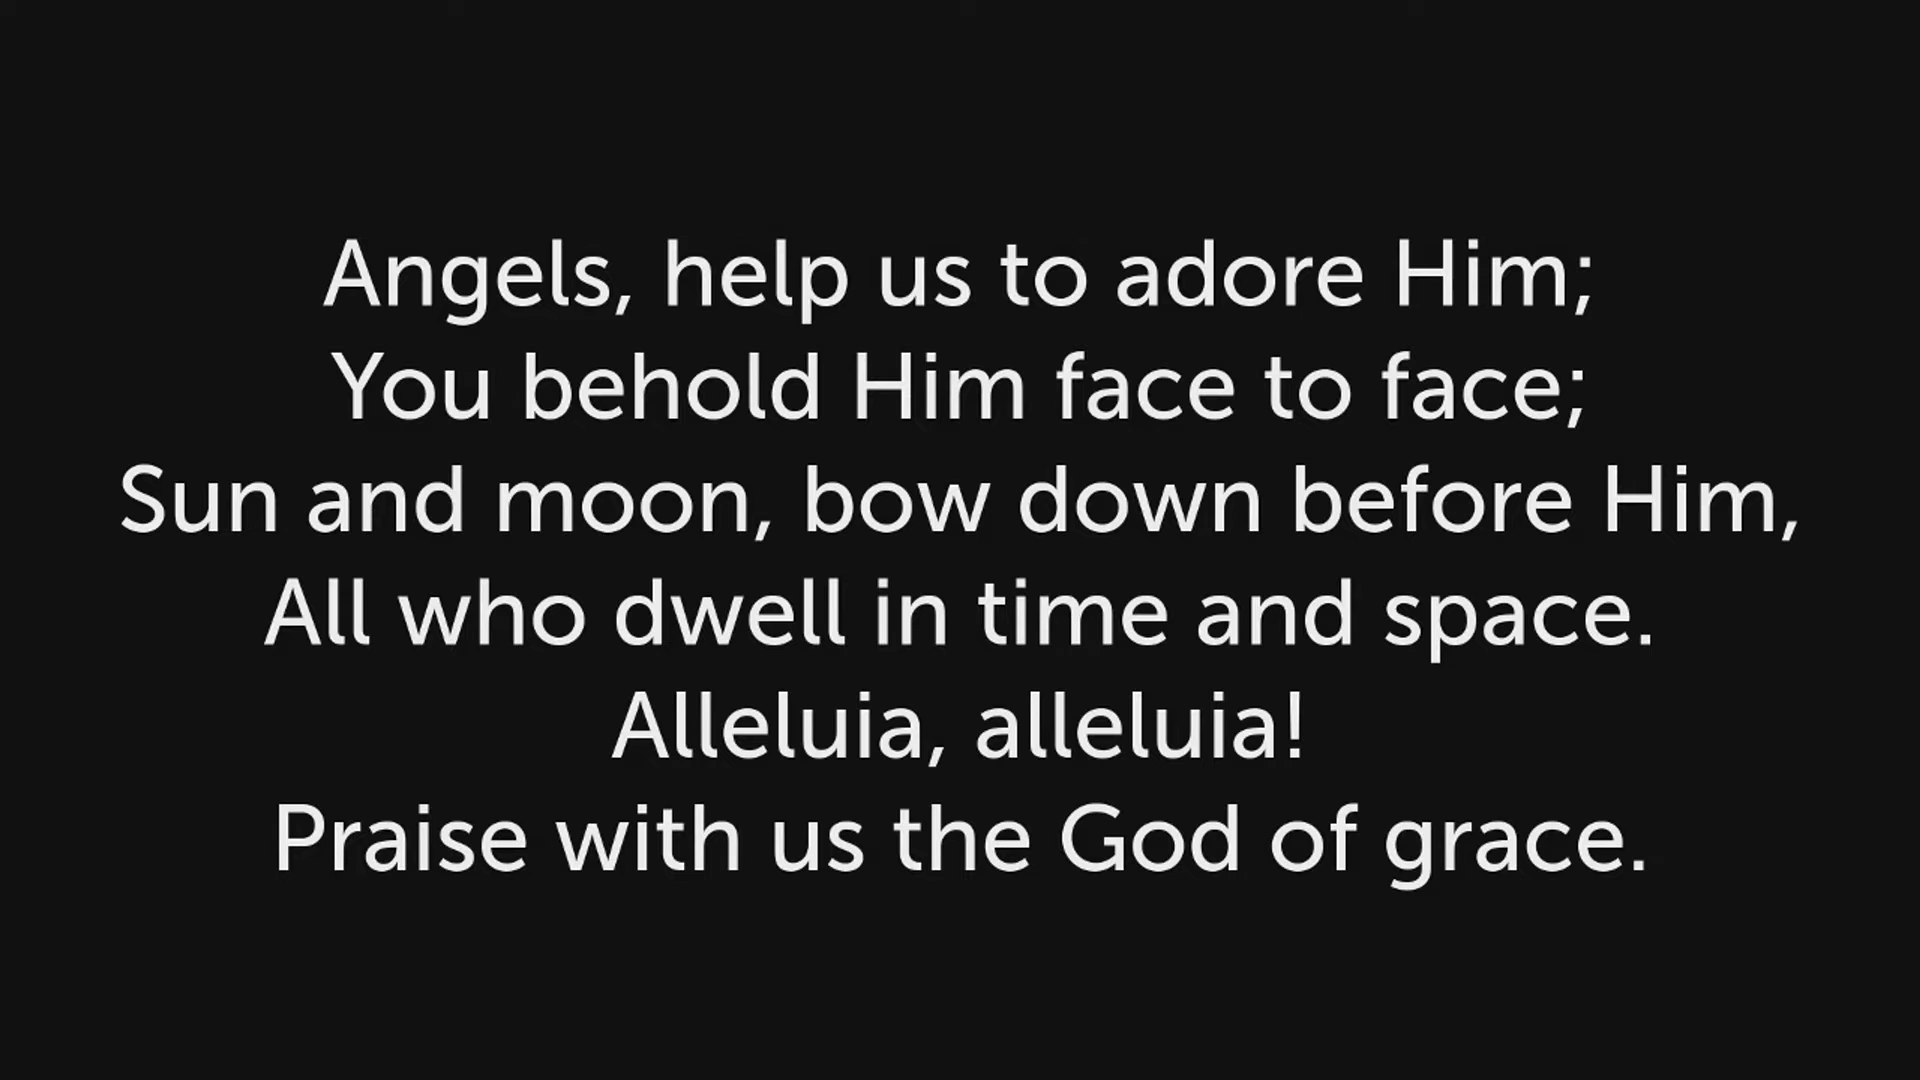 Angels, help us to adore Him;
You behold Him face to face;
Sun and moon, bow down before Him,
All who dwell in time and space.
Alleluia, alleluia!
Praise with us the God of grace.